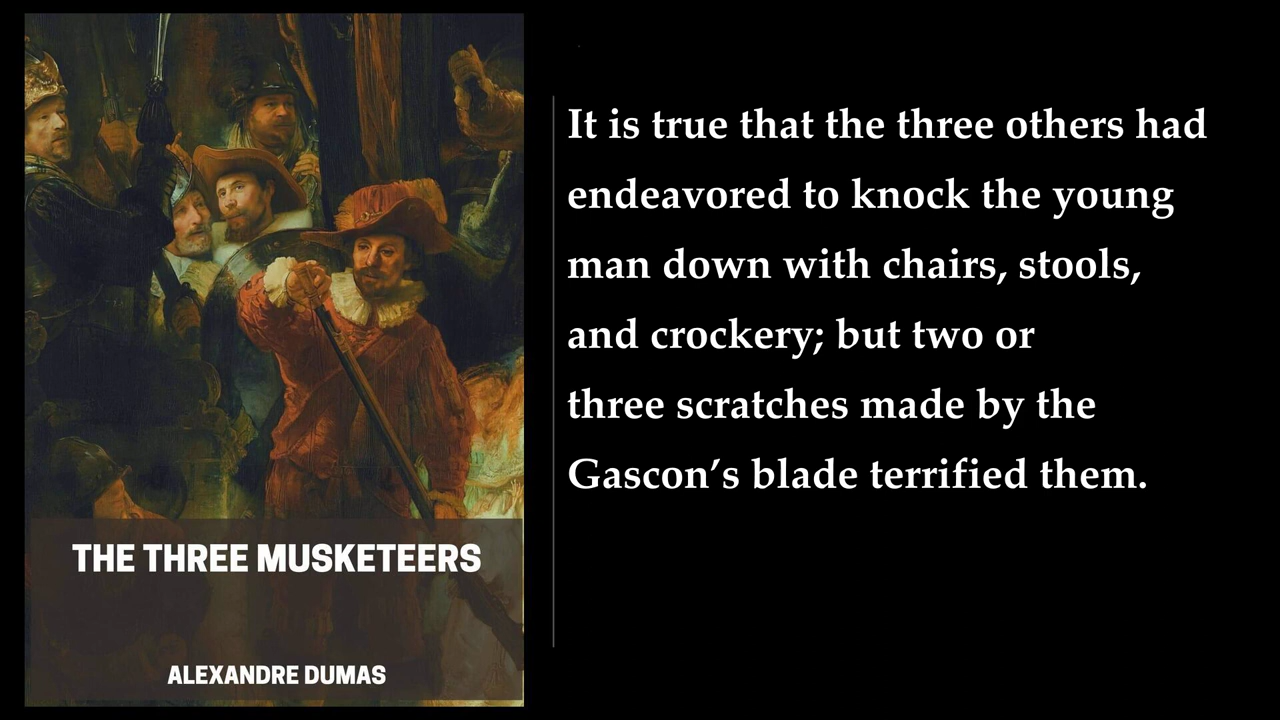 It is true that the three others had
endeavored to knock the young
man down with chairs, stools,
and crockery; but two or
three scratches made by the
Gascon’s blade terrified them.
THE THREE MUSKETEERS
ALEXANDRE DUMAS